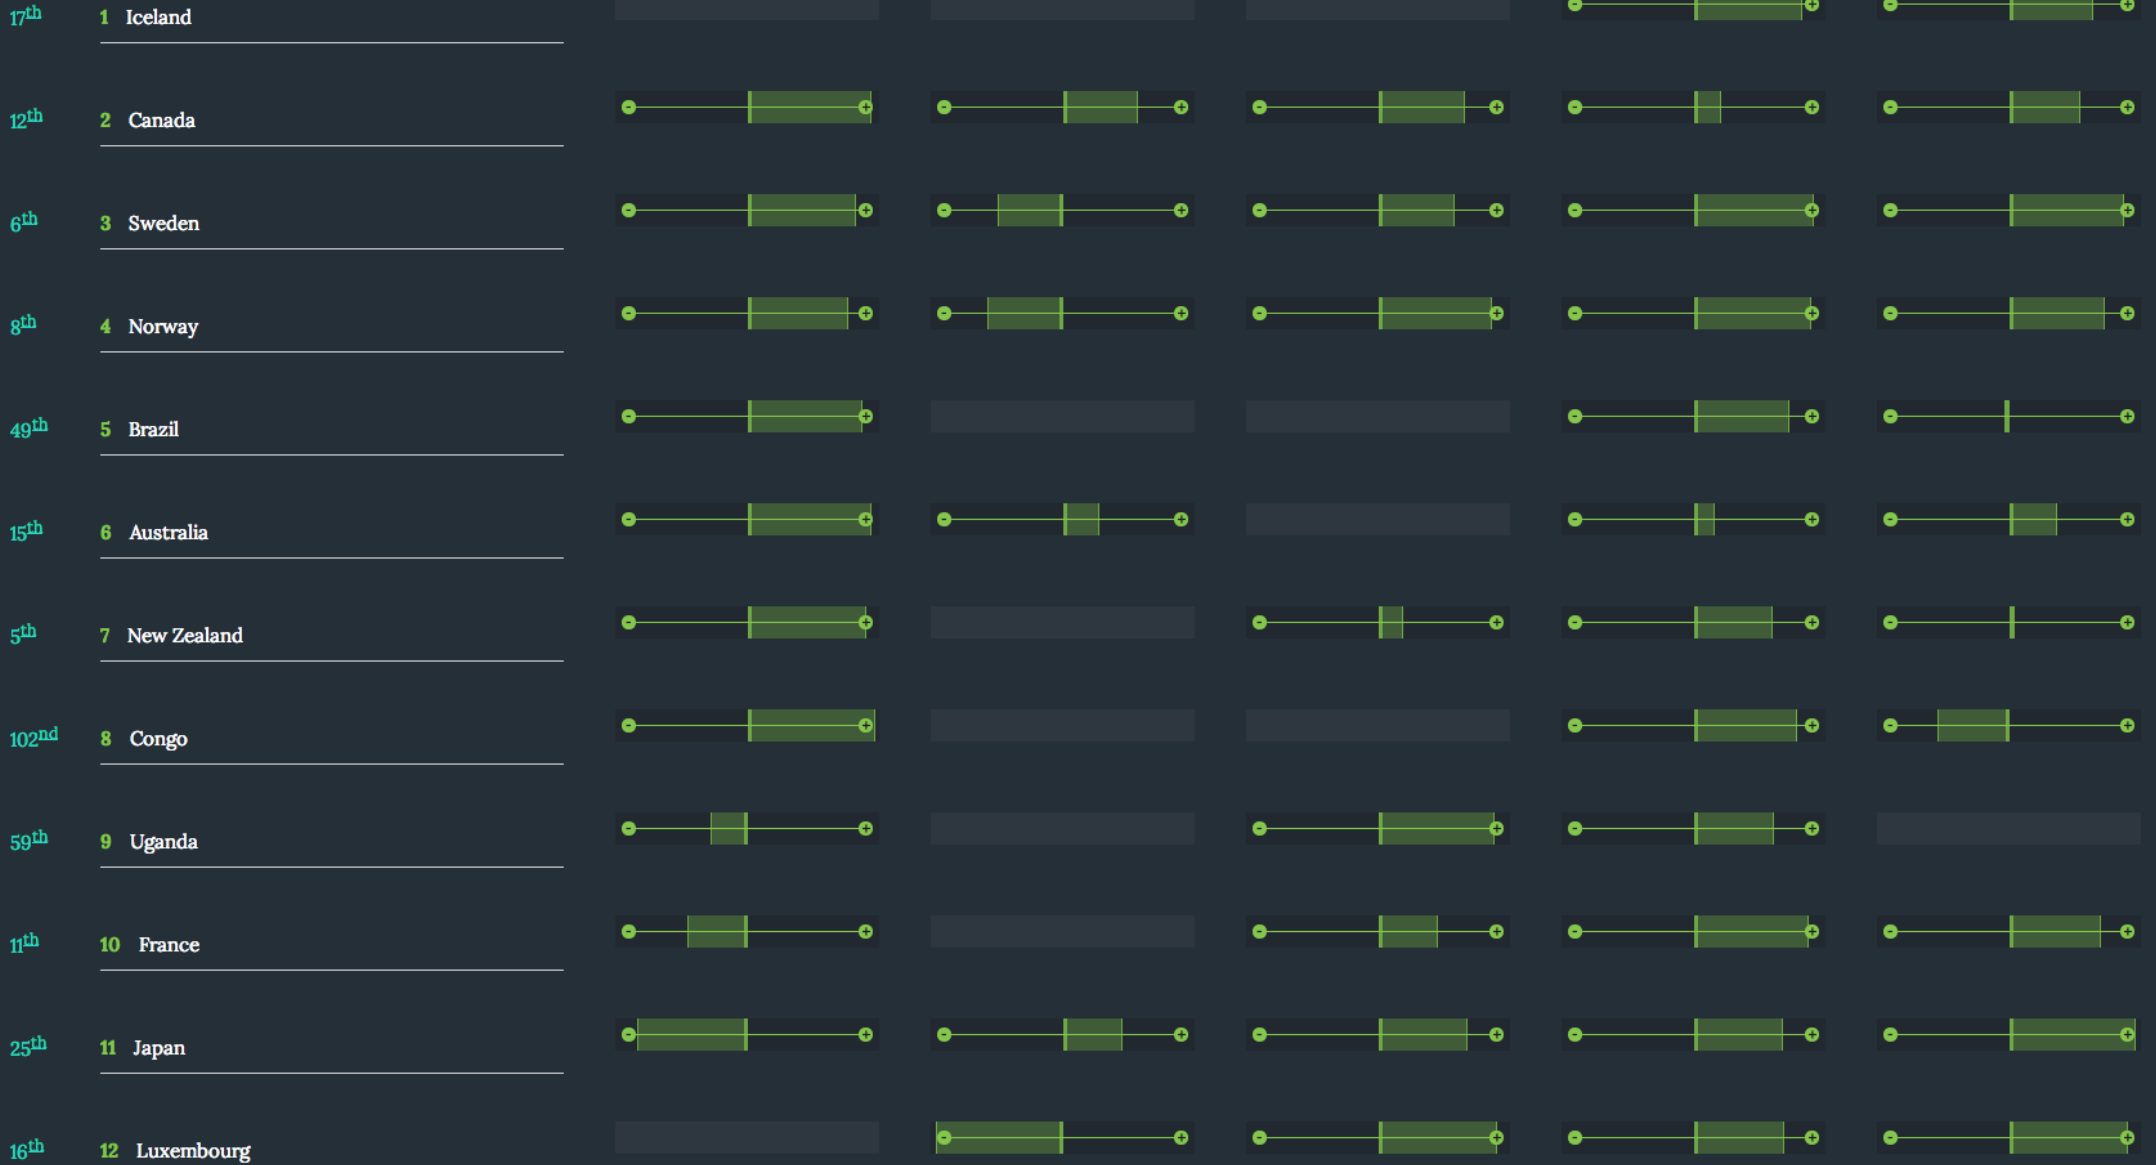 17th 1 Iceland
12th 2 Canada
6th 3 Sweden
8th 4 Norway
49th 5 Brazil
15th 6 Australia
5th 7 New Zealand
102nd 8 Congo
59th 9 Uganda
11th 10 France
25th 11 Japan
16th 12 Luxembourg